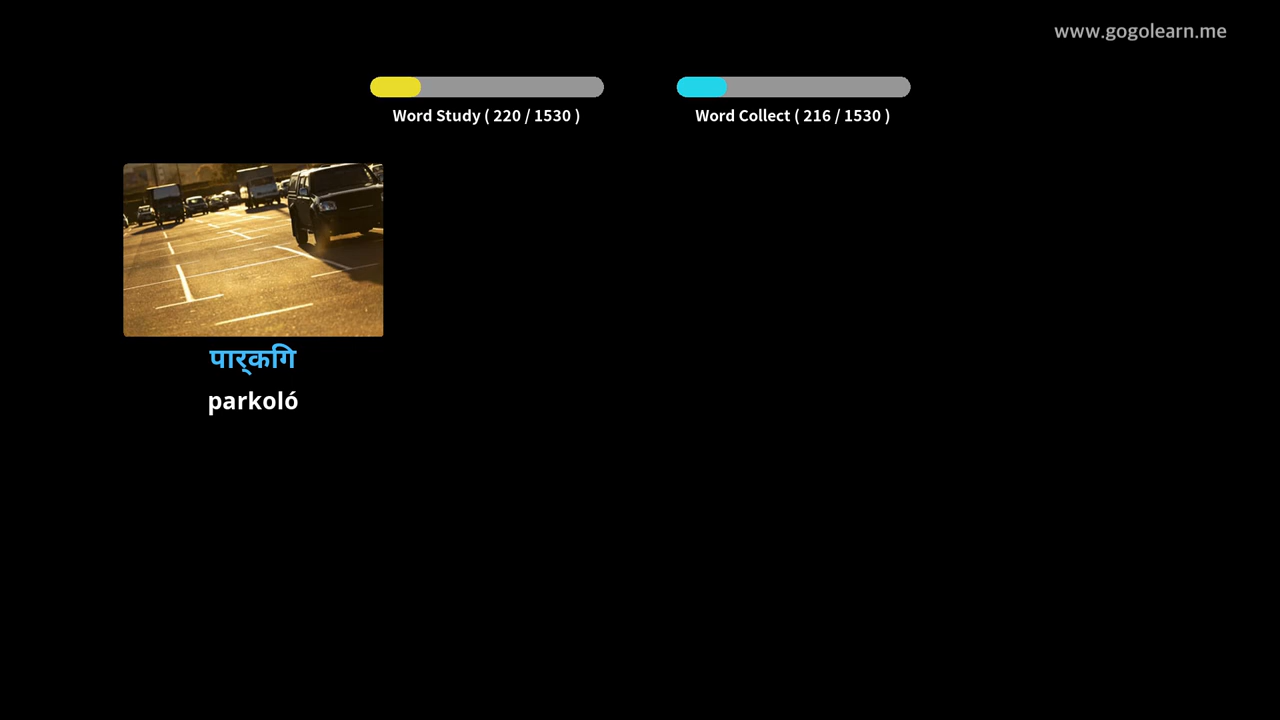 www.gogolearn.me
Word Study ( 220 / 1530 )
Word Collect ( 216 / 1530 )
पार्कगि
parkoló